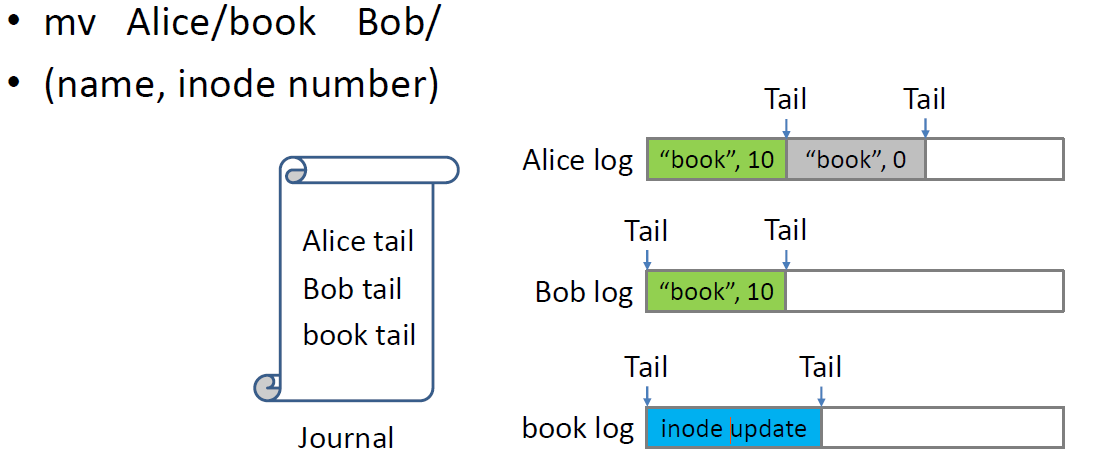 • mv Alice/book Bob/
• (name, inode number)
Alice tail
Bob tail
book tail
Journal
Tail Tail
Alice log “book”, 10 “book”, 0
Tail Tail
Bob log “book”, 10
Tail Tail
book log inode update